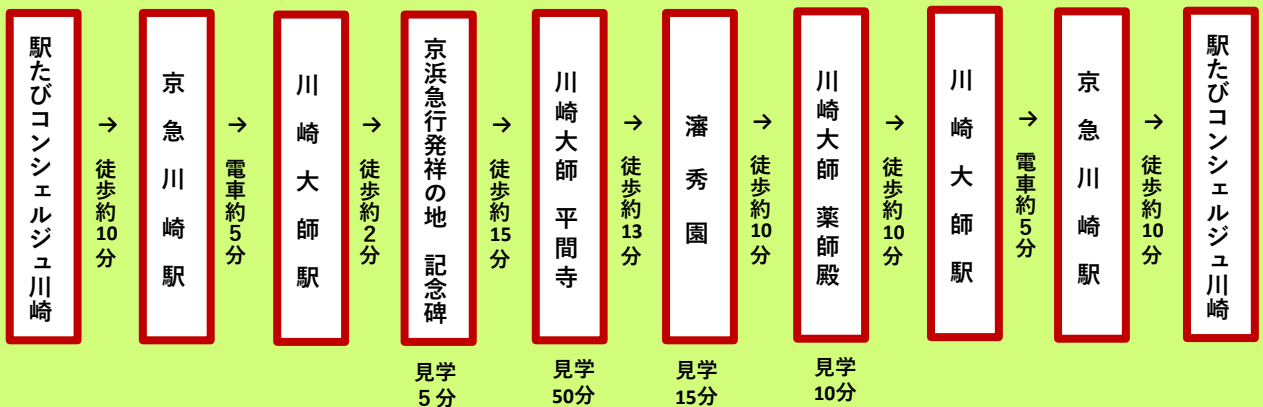 駅たびコンシェルジュ川崎
→
徒歩約10分
京急川崎駅
→
電車約5分
川崎大師駅
→
徒歩約2分
京浜急行発祥の地 記念碑
見学
5分
→
徒歩約15分
川崎大師 平間寺
見学
50分
→
徒歩約13分
瀋秀園
見学
15分
→
徒歩約10分
川崎大師 薬師殿
見学
10分
→
徒歩約10分
川崎大師駅
→
電車約5分
京急川崎駅
→
徒歩約10分
駅たびコンシェルジュ川崎